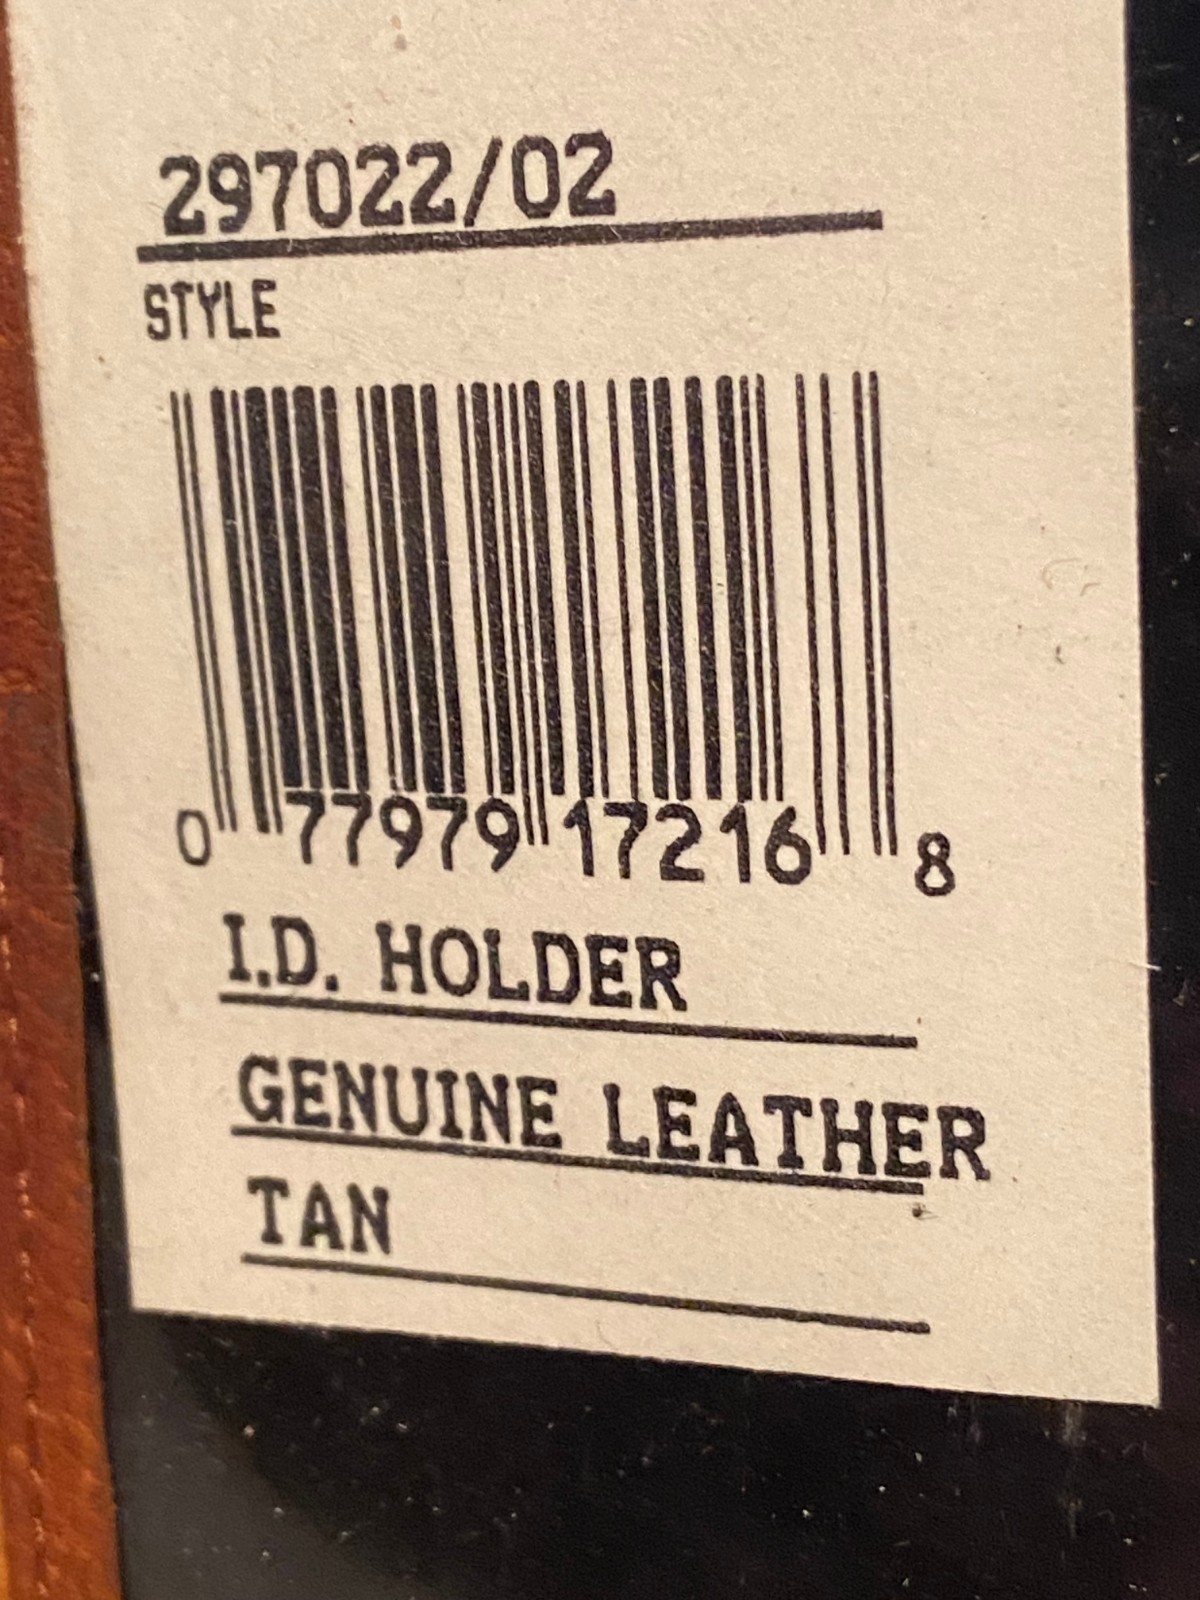 297022/02
STYLE
0 77979 17216 8
I.D. HOLDER
GENUINE LEATHER
TAN